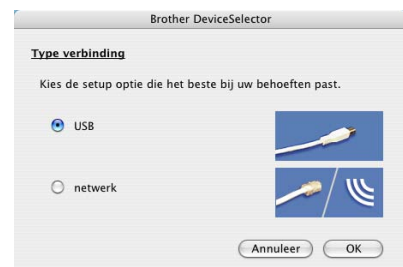 Brother DeviceSelector
Type verbinding
Kies de setup optie die het beste bij uw behoeften past.
USB
netwerk
Annuleer
OK